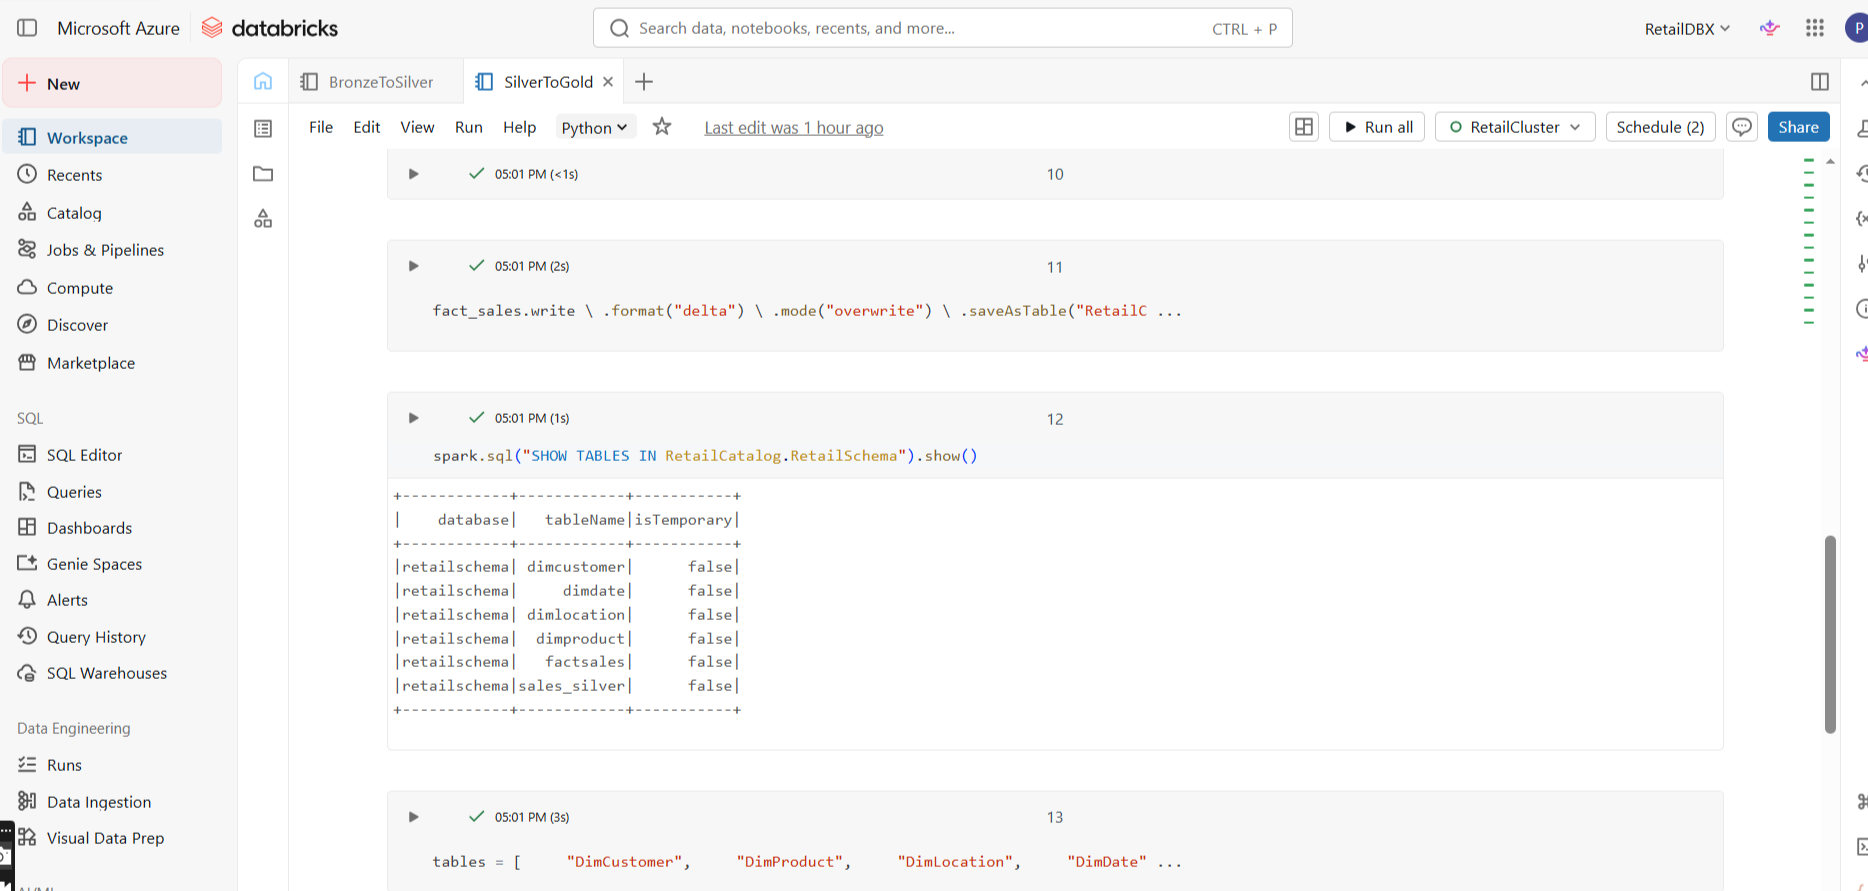 Microsoft Azure databricks
Search data, notebooks, recents, and more... CTRL + P
RetailDBX
P
New
Workspace
Recents
Catalog
Jobs & Pipelines
Compute
Discover
Marketplace
SQL
SQL Editor
Queries
Dashboards
Genie Spaces
Alerts
Query History
SQL Warehouses
Data Engineering
Runs
Data Ingestion
Visual Data Prep
BronzeToSilver SilverToGold
File Edit View Run Help Python Last edit was 1 hour ago Run all RetailCluster Schedule (2) Share
05:01 PM (<1s) 10
05:01 PM (2s) 11
fact_sales.write \ .format("delta") \ .mode("overwrite") \ .saveAsTable("RetailC ...
05:01 PM (1s) 12
spark.sql("SHOW TABLES IN RetailCatalog.RetailSchema").show()
+------------+------------+-----------+
|    database|   tableName|isTemporary|
+------------+------------+-----------+
|retailschema| dimcustomer|      false|
|retailschema|     dimdate|      false|
|retailschema| dimlocation|      false|
|retailschema|  dimproduct|      false|
|retailschema|   factsales|      false|
|retailschema|sales_silver|      false|
+------------+------------+-----------+
05:01 PM (3s) 13
tables = [     "DimCustomer",     "DimProduct",     "DimLocation",     "DimDate" ...